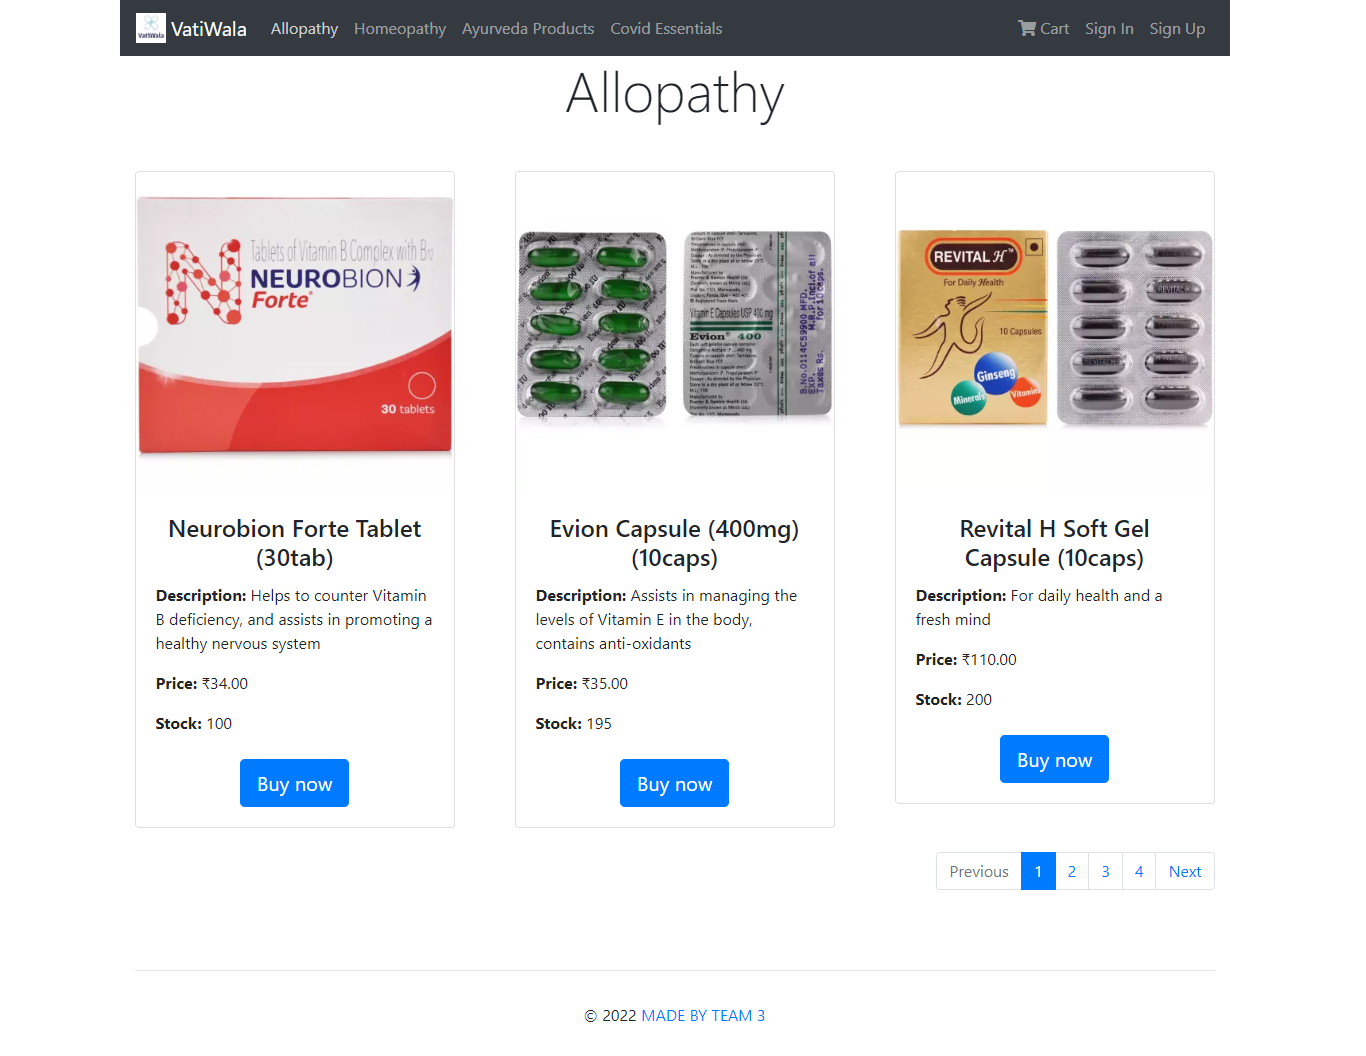 VatiWala
VatiWala Allopathy Homeopathy Ayurveda Products Covid Essentials Cart Sign In Sign Up
Allopathy
Tablets of Vitamin B Complex with B12
NEUROBION
Forte
30 tablets
Vitamin E Capsules USP 400 mg
Evion 400
B.No.0114C59900 MFD.
M.R.P. incl.of all
EXP.
for 10 caps.
Taxes Rs.
REVITAL H
For Daily Health
10 Capsules
Ginseng
Minerals
Vitamins
REVITAL H
REVITAL H
Neurobion Forte Tablet
(30tab)
Description: Helps to counter Vitamin
B deficiency, and assists in promoting a
healthy nervous system
Price: ₹34.00
Stock: 100
Buy now
Evion Capsule (400mg)
(10caps)
Description: Assists in managing the
levels of Vitamin E in the body,
contains anti-oxidants
Price: ₹35.00
Stock: 195
Buy now
Revital H Soft Gel
Capsule (10caps)
Description: For daily health and a
fresh mind
Price: ₹110.00
Stock: 200
Buy now
Previous 1 2 3 4 Next
© 2022 MADE BY TEAM 3